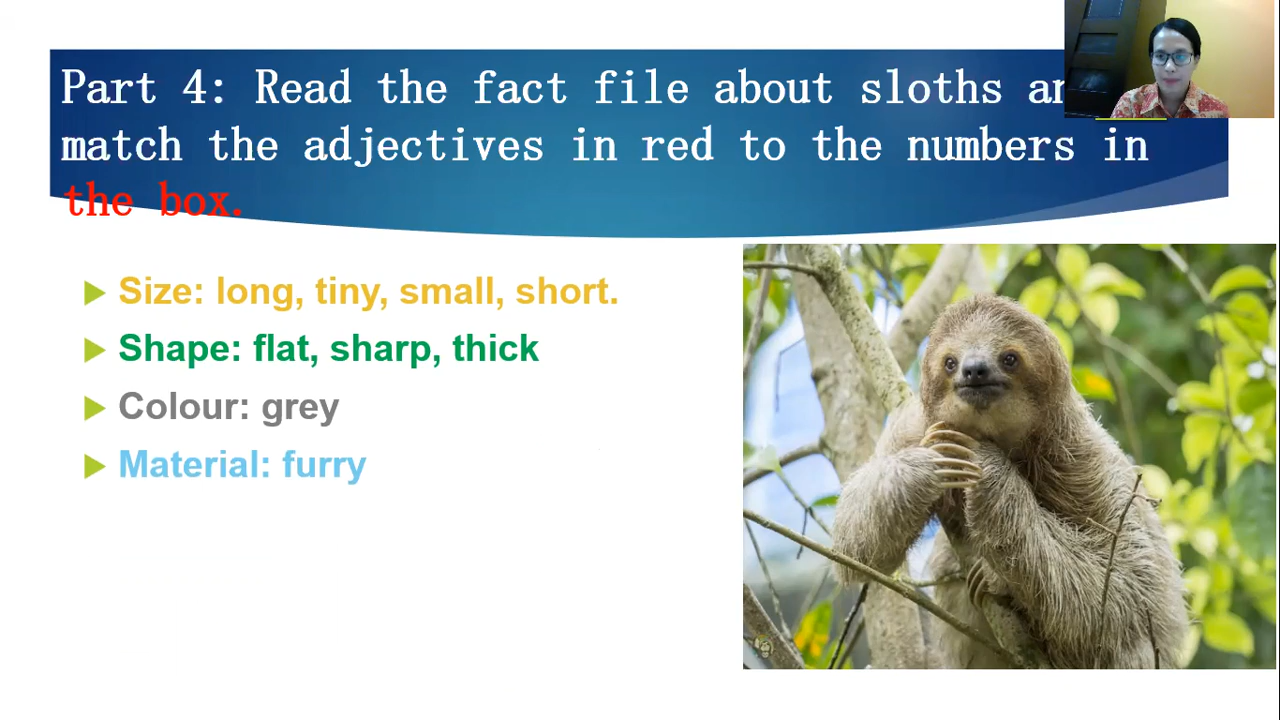 Part 4: Read the fact file about sloths
match the adjectives in red to the numbers in
the box.
Size: long, tiny, small, short.
Shape: flat, sharp, thick
Colour: grey
Material: furry